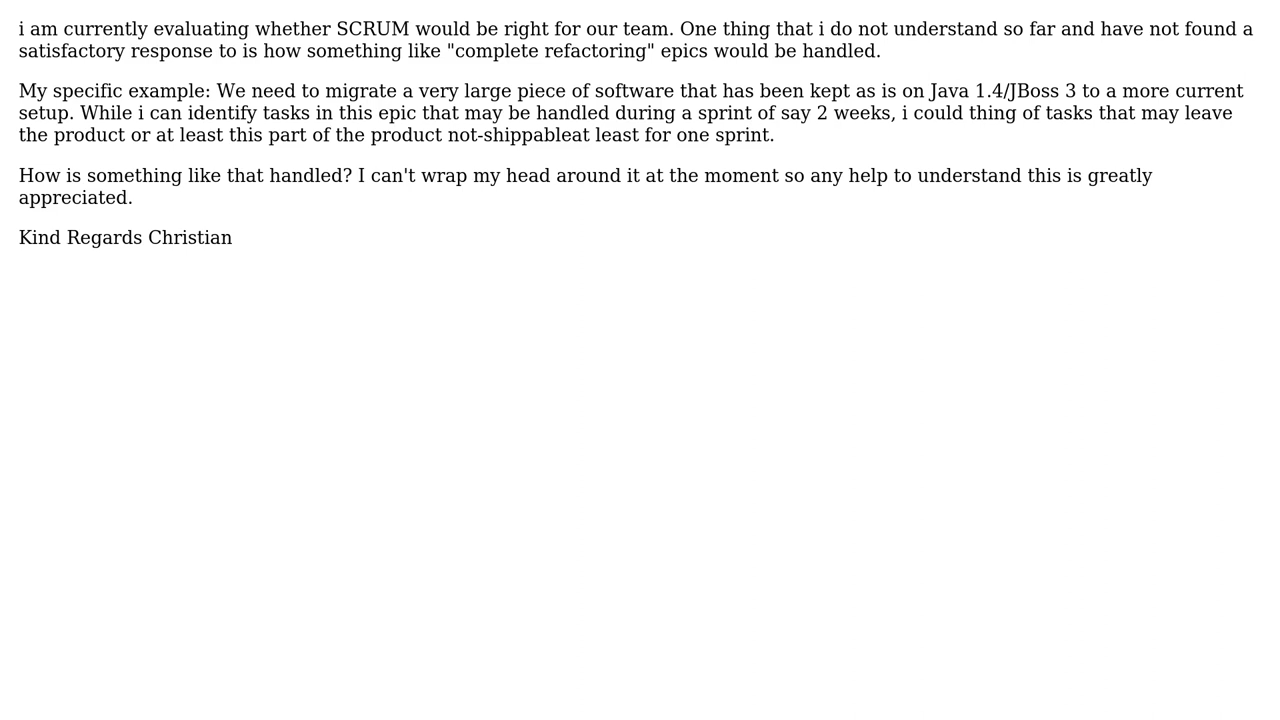 i am currently evaluating whether SCRUM would be right for our team. One thing that i do not understand so far and have not found a
satisfactory response to is how something like "complete refactoring" epics would be handled.
My specific example: We need to migrate a very large piece of software that has been kept as is on Java 1.4/JBoss 3 to a more current
setup. While i can identify tasks in this epic that may be handled during a sprint of say 2 weeks, i could thing of tasks that may leave
the product or at least this part of the product not-shippableat least for one sprint.
How is something like that handled? I can't wrap my head around it at the moment so any help to understand this is greatly
appreciated.
Kind Regards Christian